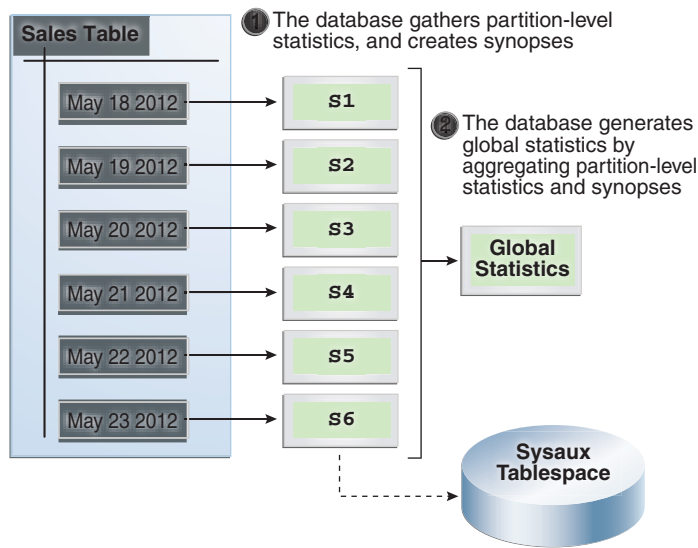 Sales Table
1 The database gathers partition-level
statistics, and creates synopses
May 18 2012
S1
May 19 2012
S2
May 20 2012
S3
May 21 2012
S4
May 22 2012
S5
May 23 2012
S6
2 The database generates
global statistics by
aggregating partition-level
statistics and synopses
Global
Statistics
Sysaux
Tablespace